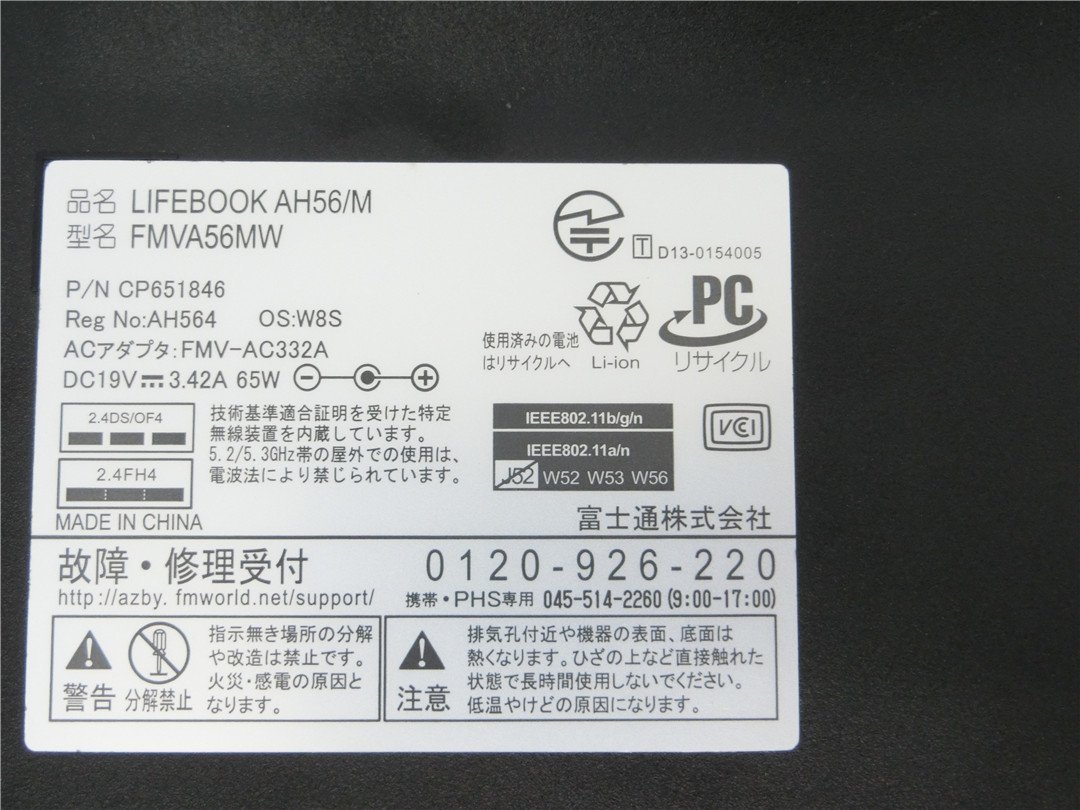 品名 LIFEBOOK AH56/M
型名 FMVA56MW
T D13-0154005
P/N CP651846
Reg No:AH564 OS:W8S
ACアダプタ:FMV-AC332A
DC19V 3.42A 65W
使用済みの電池
はリサイクルへ
Li-ion
PC
リサイクル
2.4DS/OF4
2.4FH4
技術基準適合証明を受けた特定
無線装置を内蔵しています。
5.2/5.3GHz帯の屋外での使用は、
電波法により禁じられています。
IEEE802.11b/g/n
IEEE802.11a/n
J52 W52 W53 W56
VCI
MADE IN CHINA
富士通株式会社
故障・修理受付 0120-926-220
http://azby.fmworld.net/support/ 携帯・PHS専用 045-514-2260 (9:00-17:00)
警告
分解禁止
指示無き場所の分解
や改造は禁止です。
火災・感電の原因と
なります。
注意
排気孔付近や機器の表面、底面は
熱くなります。ひざの上など直接触れた
状態で長時間使用しないでください。
低温やけどの原因になります。